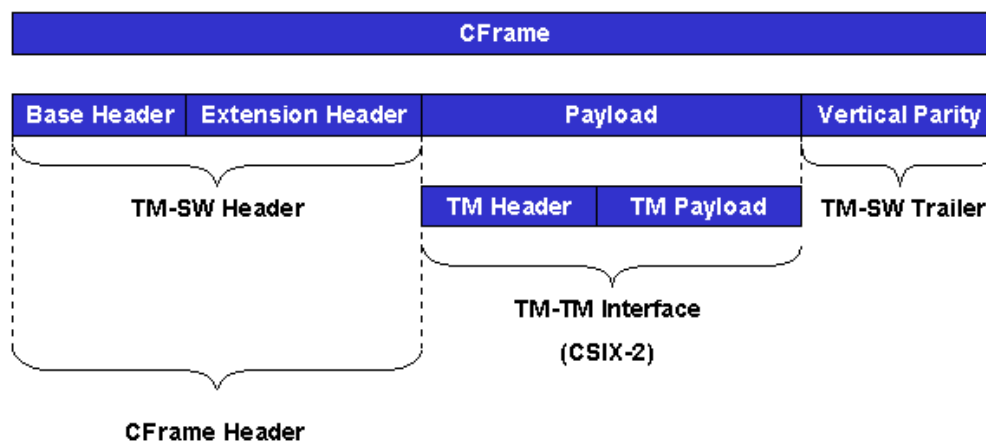 CFrame
Base Header Extension Header Payload Vertical Parity
TM-SW Header TM Header TM Payload TM-SW Trailer
TM-TM Interface
(CSIX-2)
CFrame Header